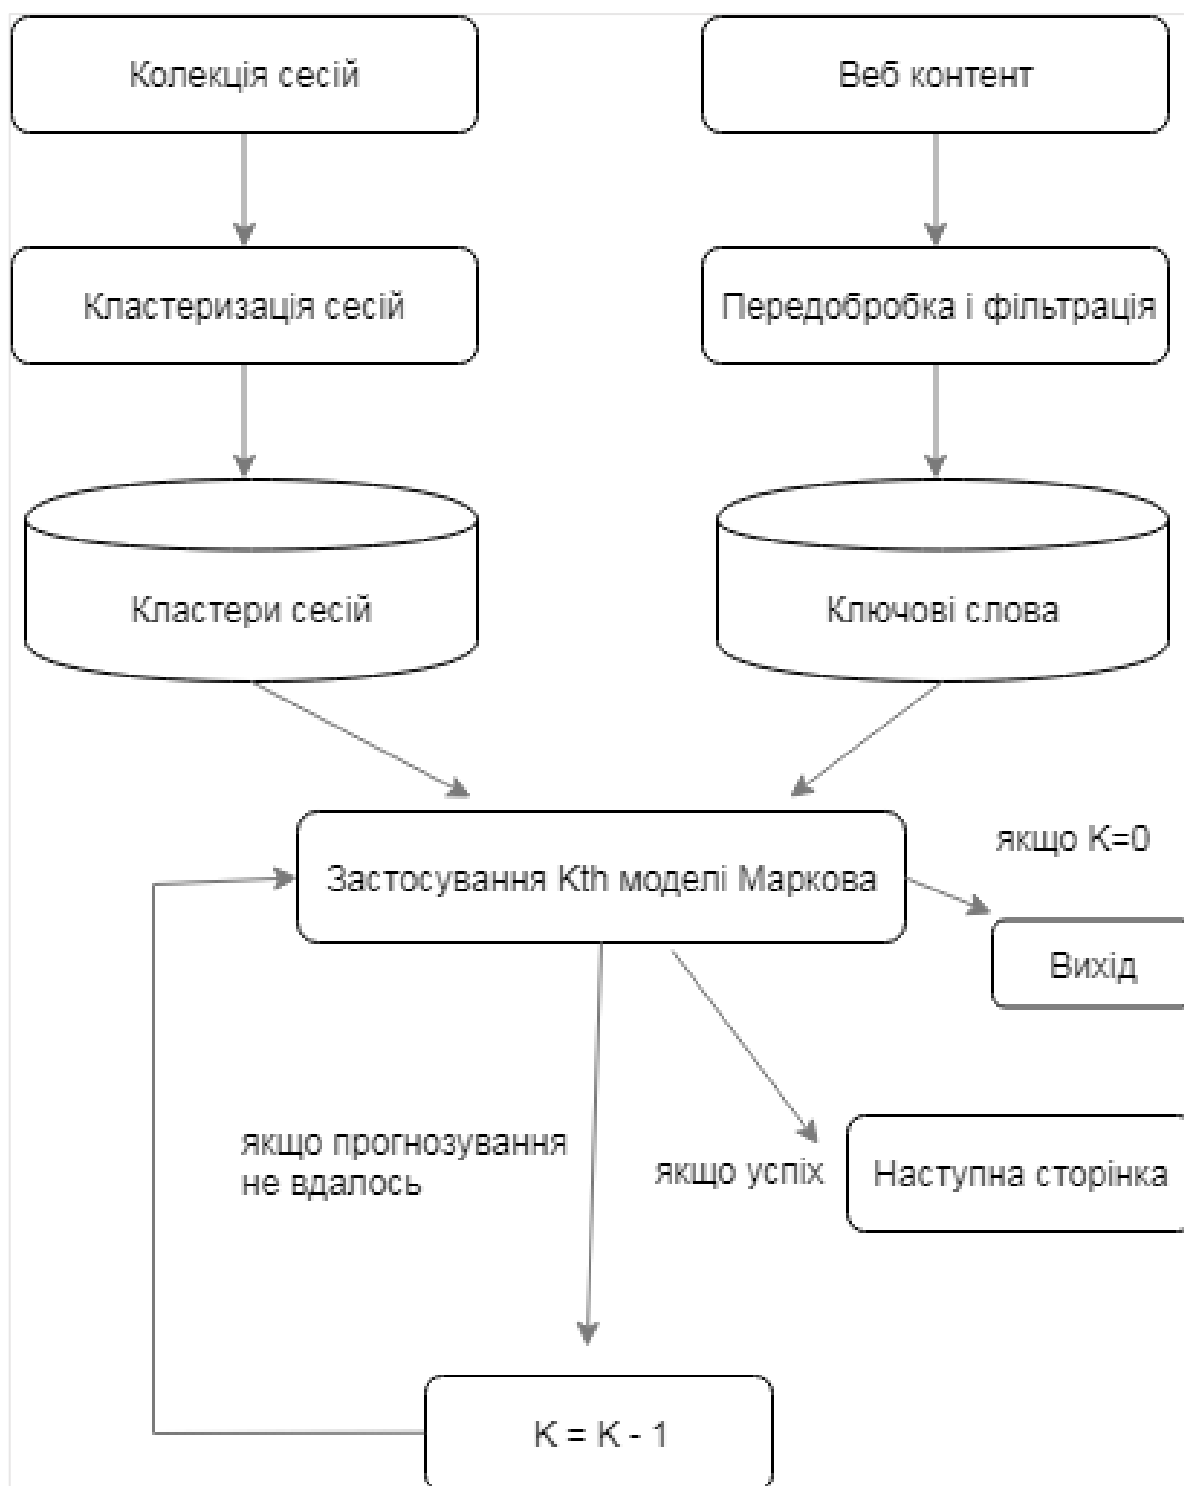 Колекція сесій
Веб контент
Кластеризація сесій
Передобробка і фільтрація
Кластери сесій
Ключові слова
Застосування Kth моделі Маркова
якщо K=0
Вихід
якщо прогнозування
не вдалось
якщо успіх
Наступна сторінка
K = K - 1